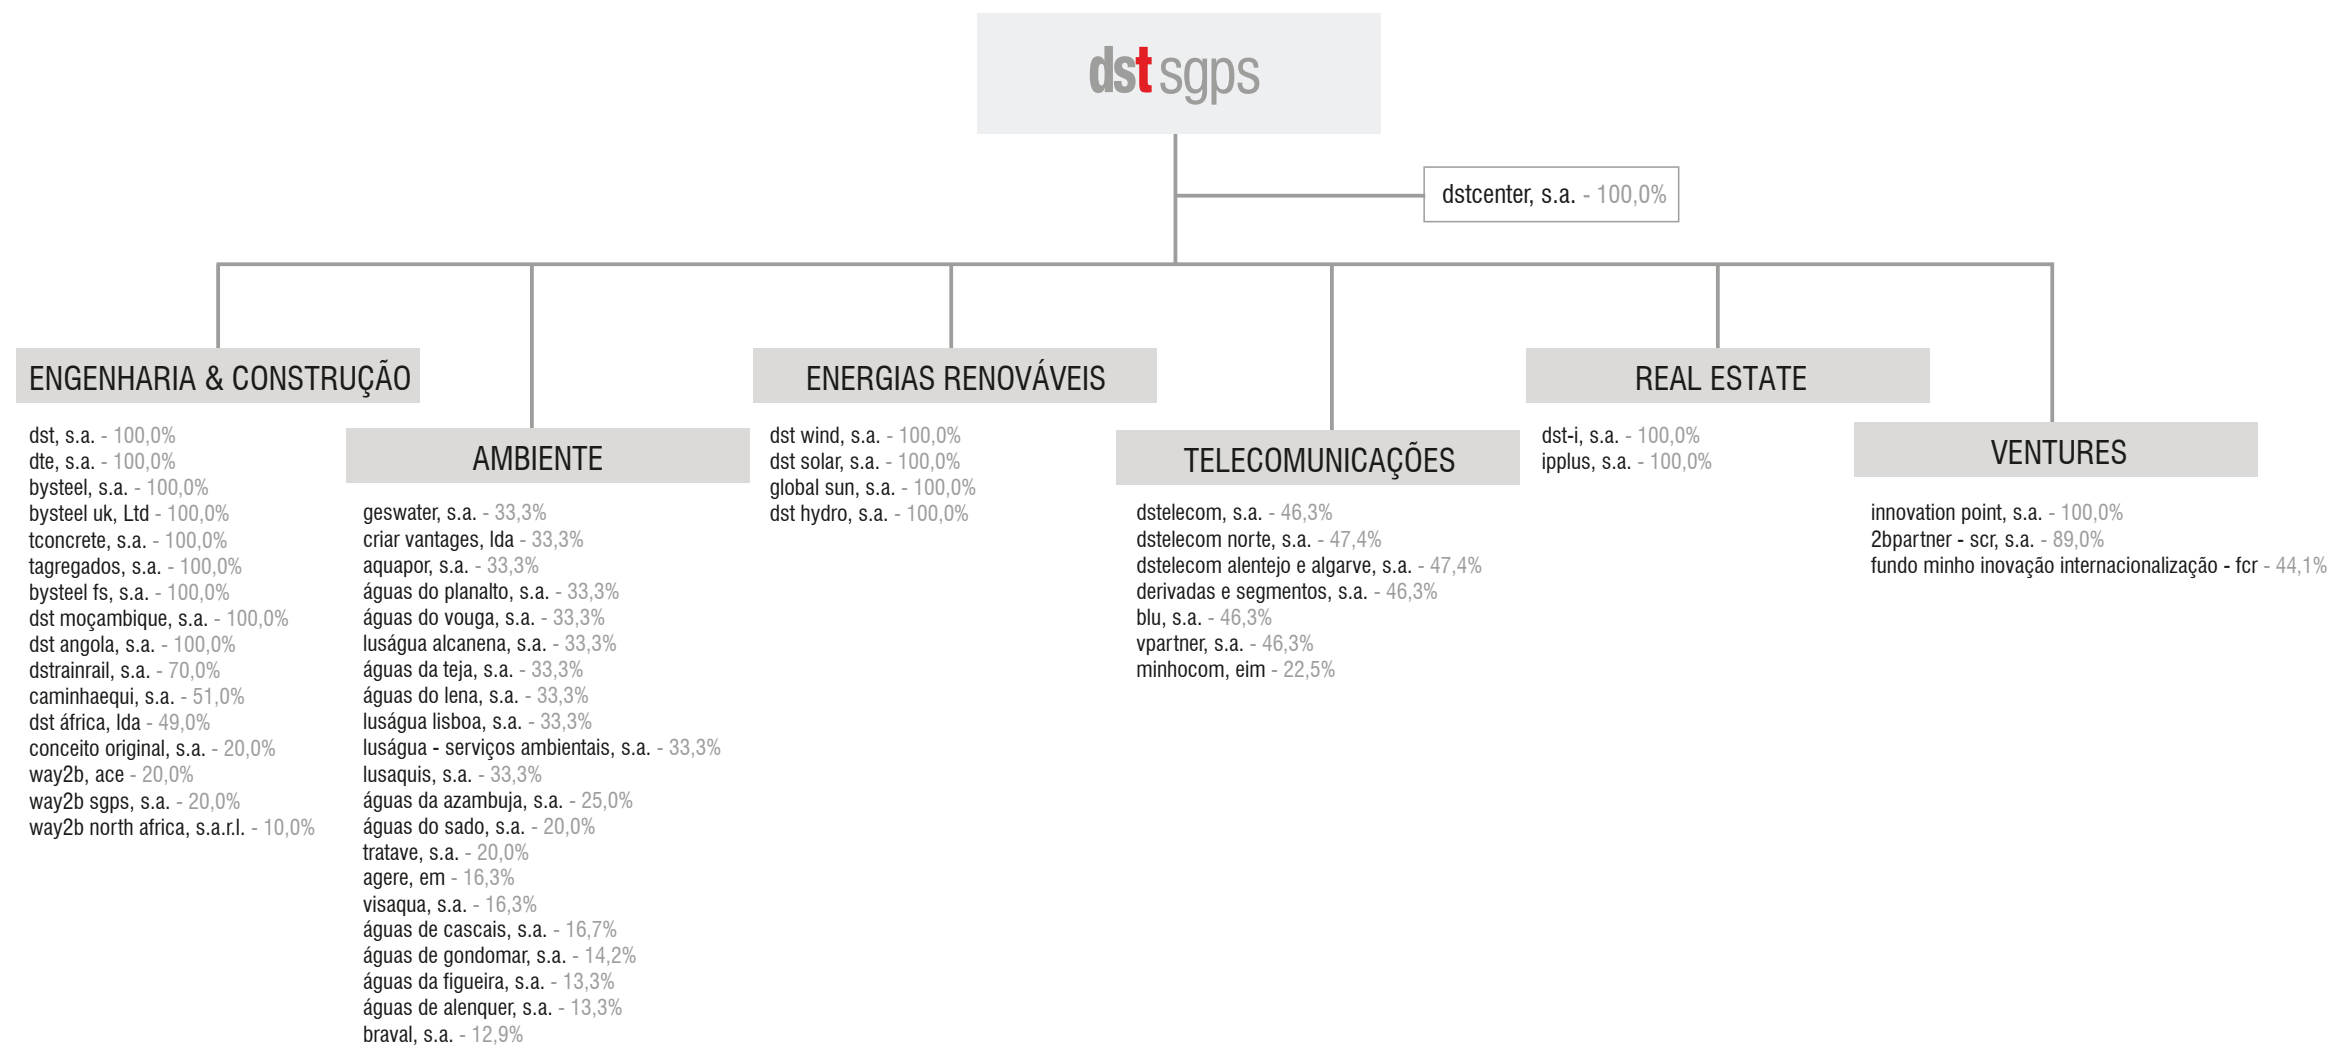 dst sgps
dstcenter, s.a. - 100,0%
ENGENHARIA & CONSTRUÇÃO
dst, s.a. - 100,0%
dte, s.a. - 100,0%
bysteel, s.a. - 100,0%
bysteel uk, Ltd - 100,0%
tconcrete, s.a. - 100,0%
tagregados, s.a. - 100,0%
bysteel fs, s.a. - 100,0%
dst moçambique, s.a. - 100,0%
dst angola, s.a. - 100,0%
dstrainrail, s.a. - 70,0%
caminhaequi, s.a. - 51,0%
dst áfrica, lda - 49,0%
conceito original, s.a. - 20,0%
way2b, ace - 20,0%
way2b sgps, s.a. - 20,0%
way2b north africa, s.a.r.l. - 10,0%
AMBIENTE
geswater, s.a. - 33,3%
criar vantages, lda - 33,3%
aquapor, s.a. - 33,3%
águas do planalto, s.a. - 33,3%
águas do vouga, s.a. - 33,3%
luságua alcanena, s.a. - 33,3%
águas da teja, s.a. - 33,3%
águas do lena, s.a. - 33,3%
luságua lisboa, s.a. - 33,3%
luságua - serviços ambientais, s.a. - 33,3%
lusaquis, s.a. - 33,3%
águas da azambuja, s.a. - 25,0%
águas do sado, s.a. - 20,0%
tratave, s.a. - 20,0%
agere, em - 16,3%
visaqua, s.a. - 16,3%
águas de cascais, s.a. - 16,7%
águas de gondomar, s.a. - 14,2%
águas da figueira, s.a. - 13,3%
águas de alenquer, s.a. - 13,3%
braval, s.a. - 12,9%
ENERGIAS RENOVÁVEIS
dst wind, s.a. - 100,0%
dst solar, s.a. - 100,0%
global sun, s.a. - 100,0%
dst hydro, s.a. - 100,0%
TELECOMUNICAÇÕES
dstelecom, s.a. - 46,3%
dstelecom norte, s.a. - 47,4%
dstelecom alentejo e algarve, s.a. - 47,4%
derivadas e segmentos, s.a. - 46,3%
blu, s.a. - 46,3%
vpartner, s.a. - 46,3%
minhocom, eim - 22,5%
REAL ESTATE
dst-i, s.a. - 100,0%
ipplus, s.a. - 100,0%
VENTURES
innovation point, s.a. - 100,0%
2bpartner - scr, s.a. - 89,0%
fundo minho inovação internacionalização - fcr - 44,1%